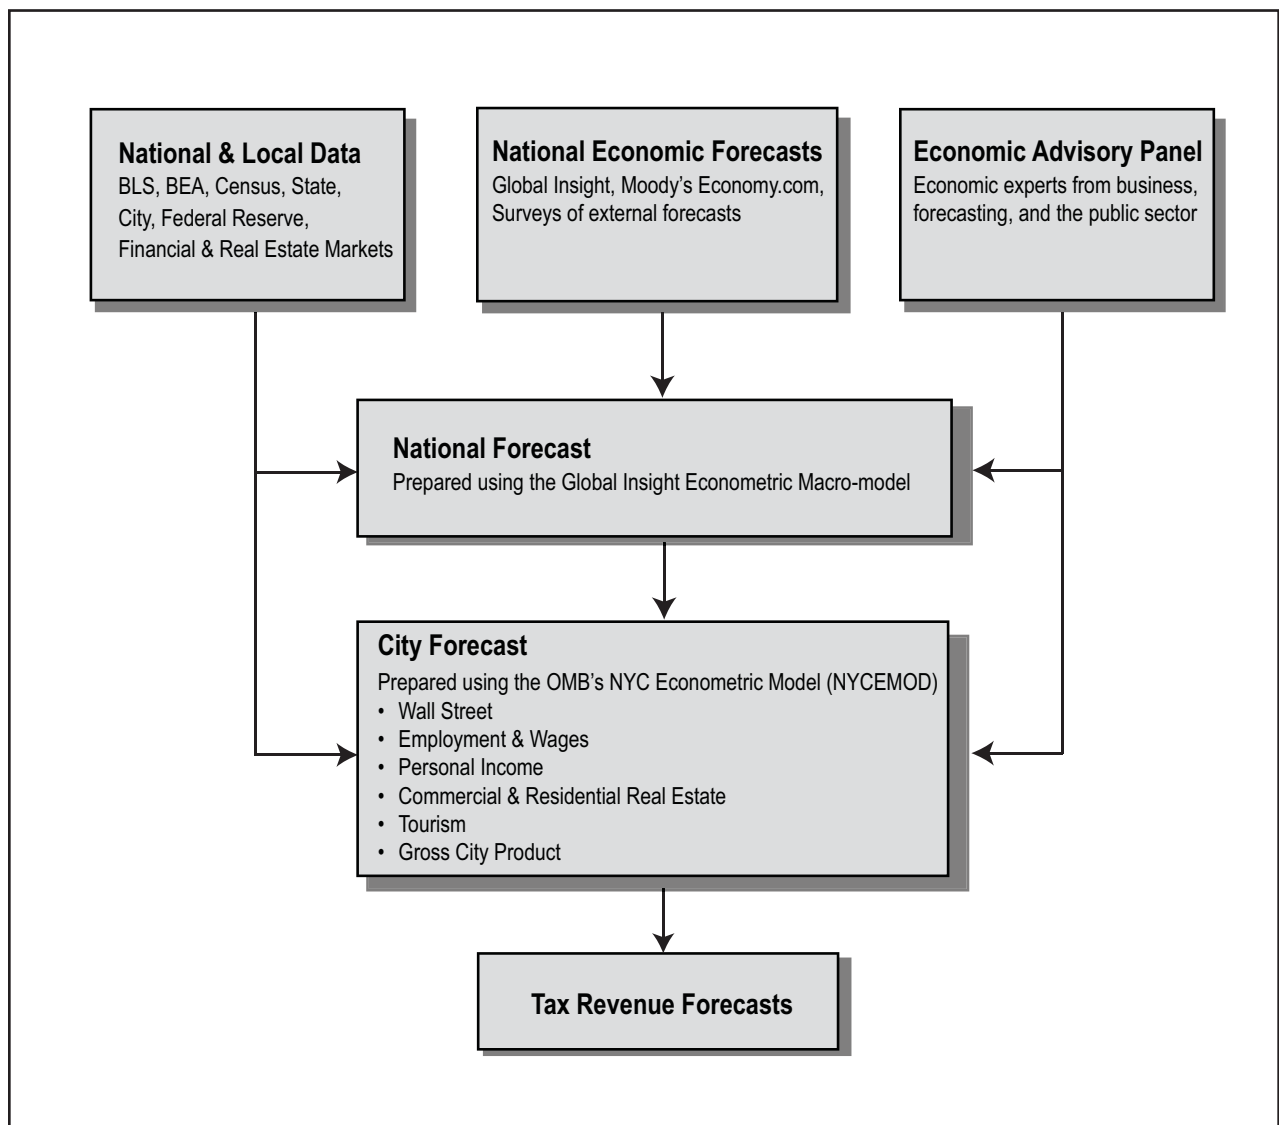 National & Local Data
BLS, BEA, Census, State,
City, Federal Reserve,
Financial & Real Estate Markets
National Economic Forecasts
Global Insight, Moody's Economy.com,
Surveys of external forecasts
Economic Advisory Panel
Economic experts from business,
forecasting, and the public sector
National Forecast
Prepared using the Global Insight Econometric Macro-model
City Forecast
Prepared using the OMB's NYC Econometric Model (NYCEMOD)
• Wall Street
• Employment & Wages
• Personal Income
• Commercial & Residential Real Estate
• Tourism
• Gross City Product
Tax Revenue Forecasts